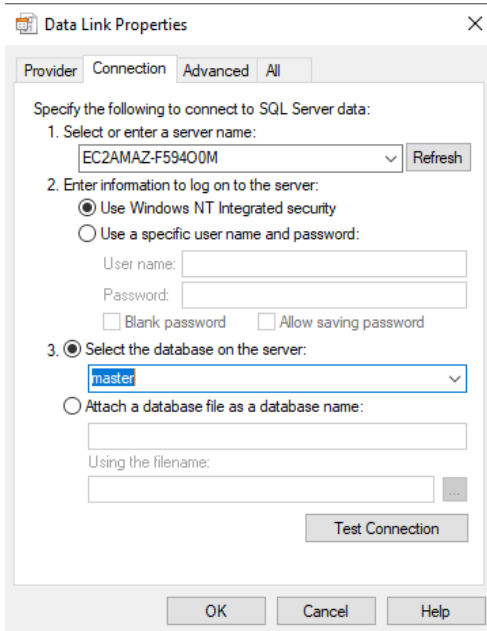 Data Link Properties
Provider Connection Advanced All
Specify the following to connect to SQL Server data:
1. Select or enter a server name:
EC2AMAZ-F594O0M Refresh
2. Enter information to log on to the server:
Use Windows NT Integrated security
Use a specific user name and password:
User name:
Password:
Blank password Allow saving password
3. Select the database on the server:
master
Attach a database file as a database name:
Using the filename:
...
Test Connection
OK Cancel Help